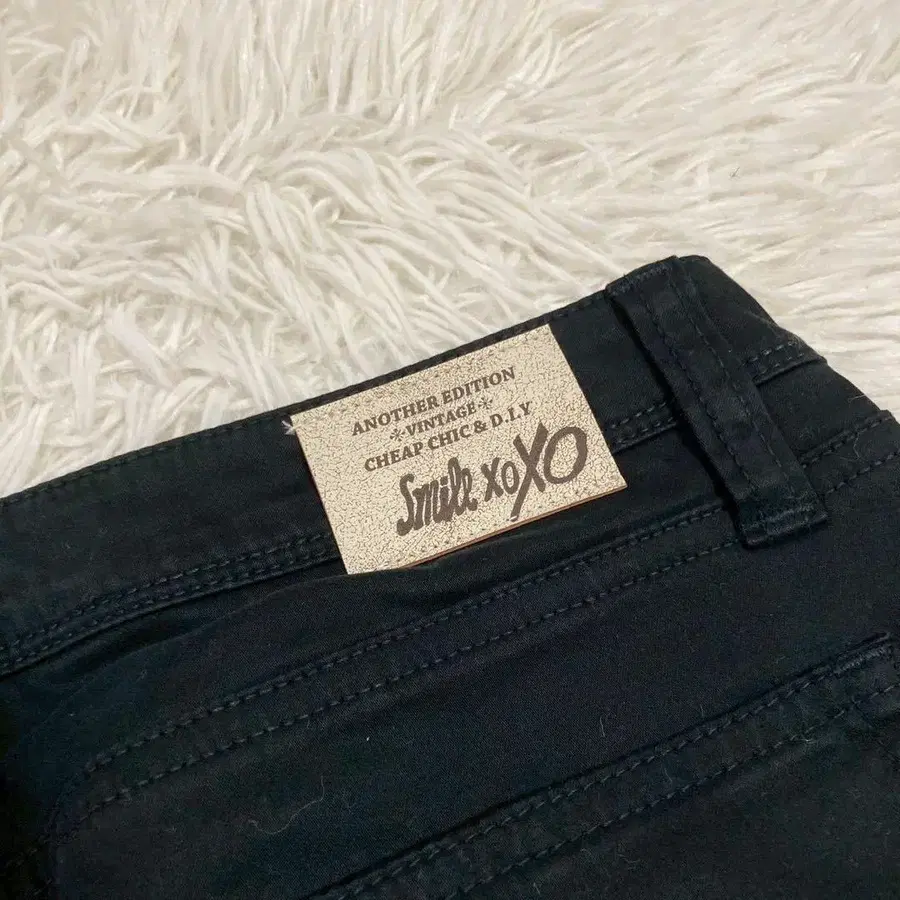 ANOTHER EDITION
VINTAGE
CHEAP CHIC & D.I.Y
Smile xoXO